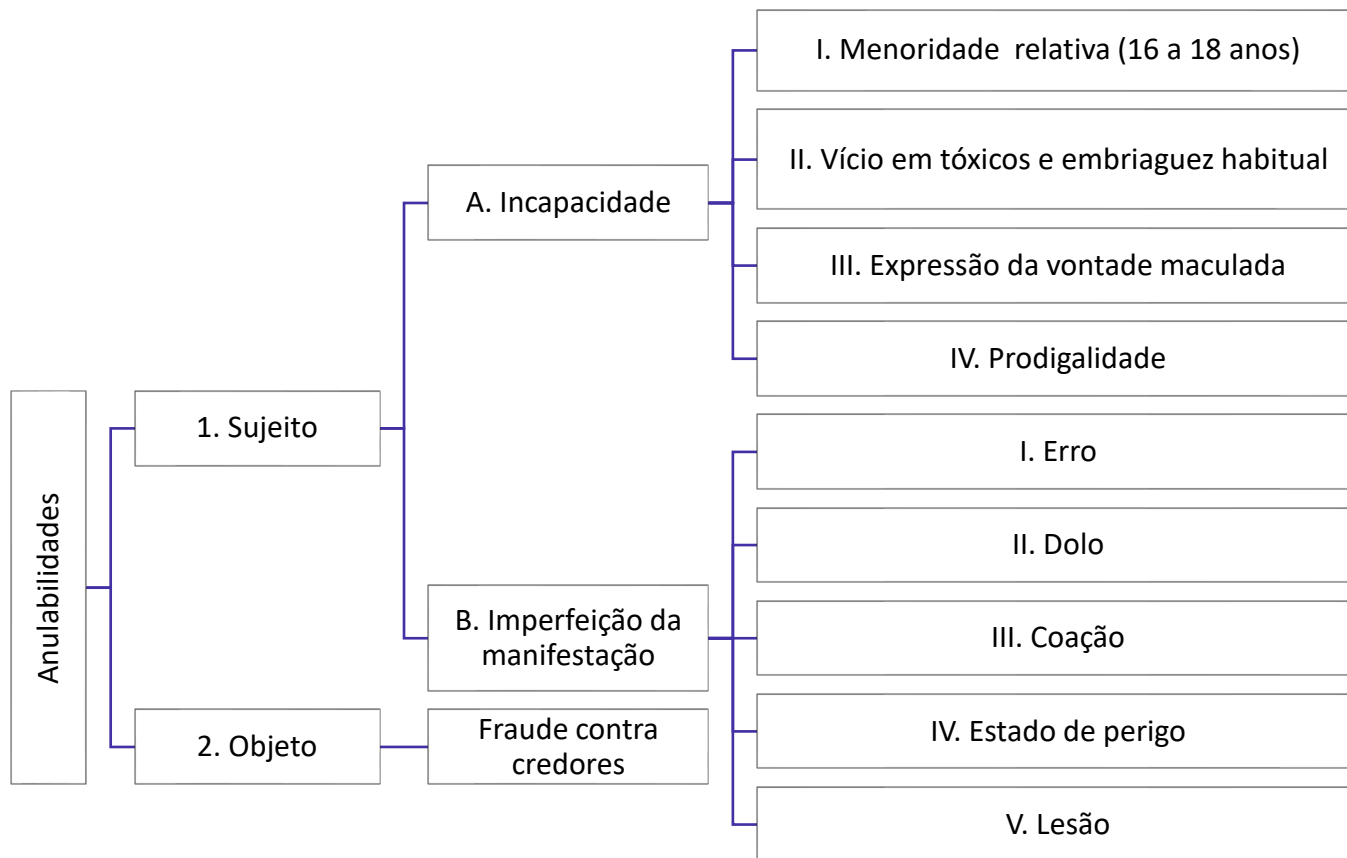 Anulabilidades
1. Sujeito
A. Incapacidade
I. Menoridade relativa (16 a 18 anos)
II. Vício em tóxicos e embriaguez habitual
III. Expressão da vontade maculada
IV. Prodigalidade
B. Imperfeição da
manifestação
I. Erro
II. Dolo
III. Coação
IV. Estado de perigo
V. Lesão
2. Objeto
Fraude contra
credores